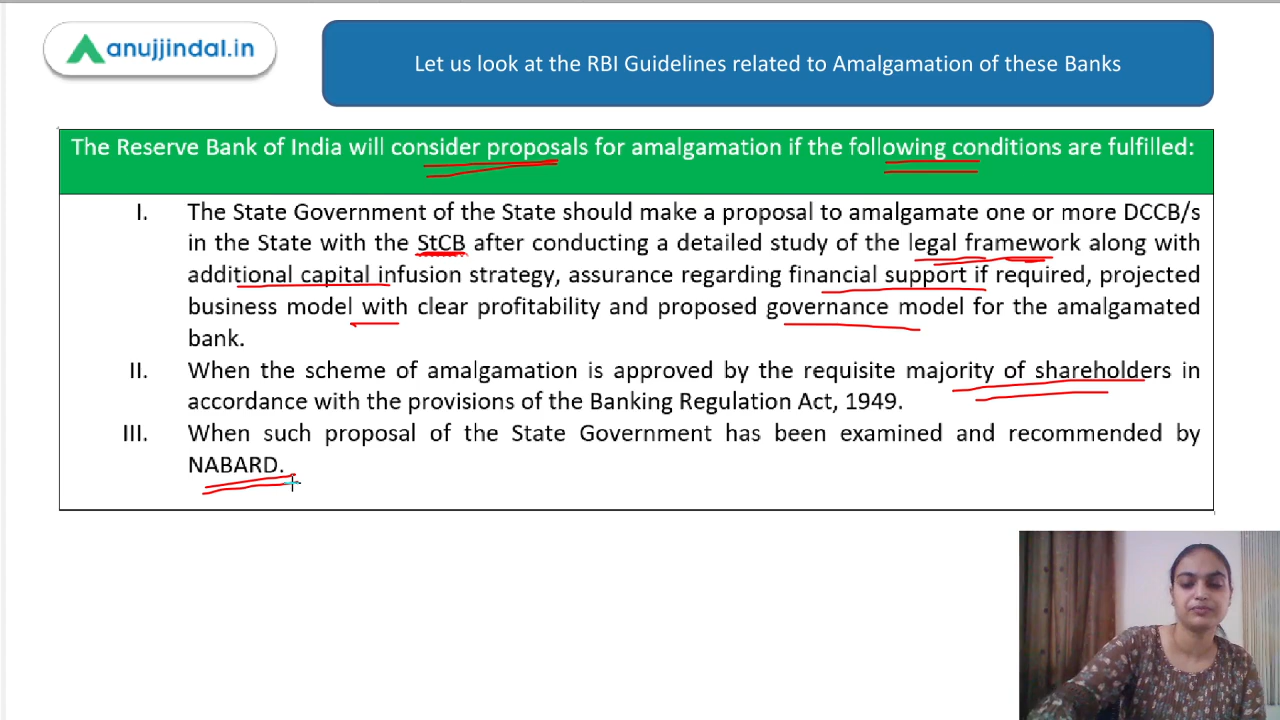 anujjindal.in
Let us look at the RBI Guidelines related to Amalgamation of these Banks
The Reserve Bank of India will consider proposals for amalgamation if the following conditions are fulfilled:
I. The State Government of the State should make a proposal to amalgamate one or more DCCB/s
in the State with the StCB after conducting a detailed study of the legal framework along with
additional capital infusion strategy, assurance regarding financial support if required, projected
business model with clear profitability and proposed governance model for the amalgamated
bank.
II. When the scheme of amalgamation is approved by the requisite majority of shareholders in
accordance with the provisions of the Banking Regulation Act, 1949.
III. When such proposal of the State Government has been examined and recommended by
NABARD.